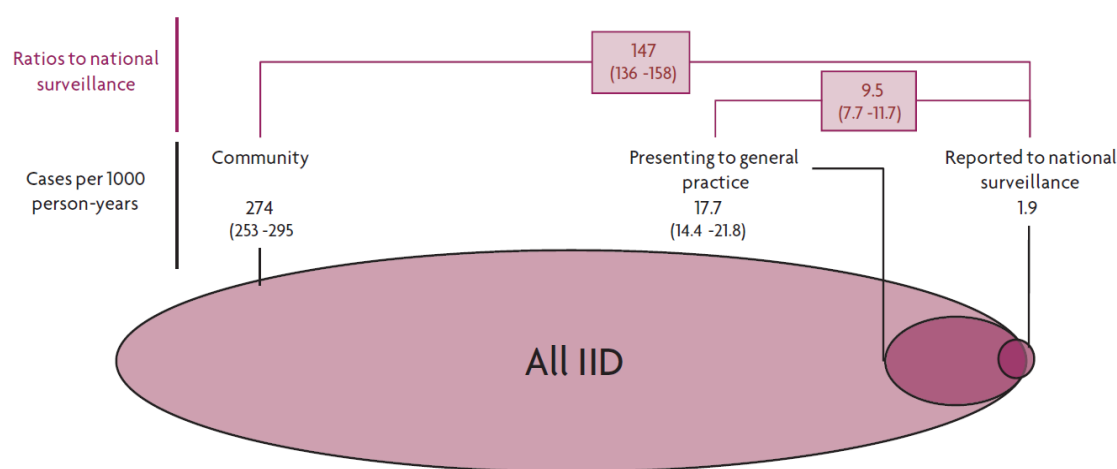 Ratios to national
surveillance
147
(136 -158)
9.5
(7.7 -11.7)
Cases per 1000
person-years
Community
274
(253 -295
Presenting to general
practice
17.7
(14.4 -21.8)
Reported to national
surveillance
1.9
All IID